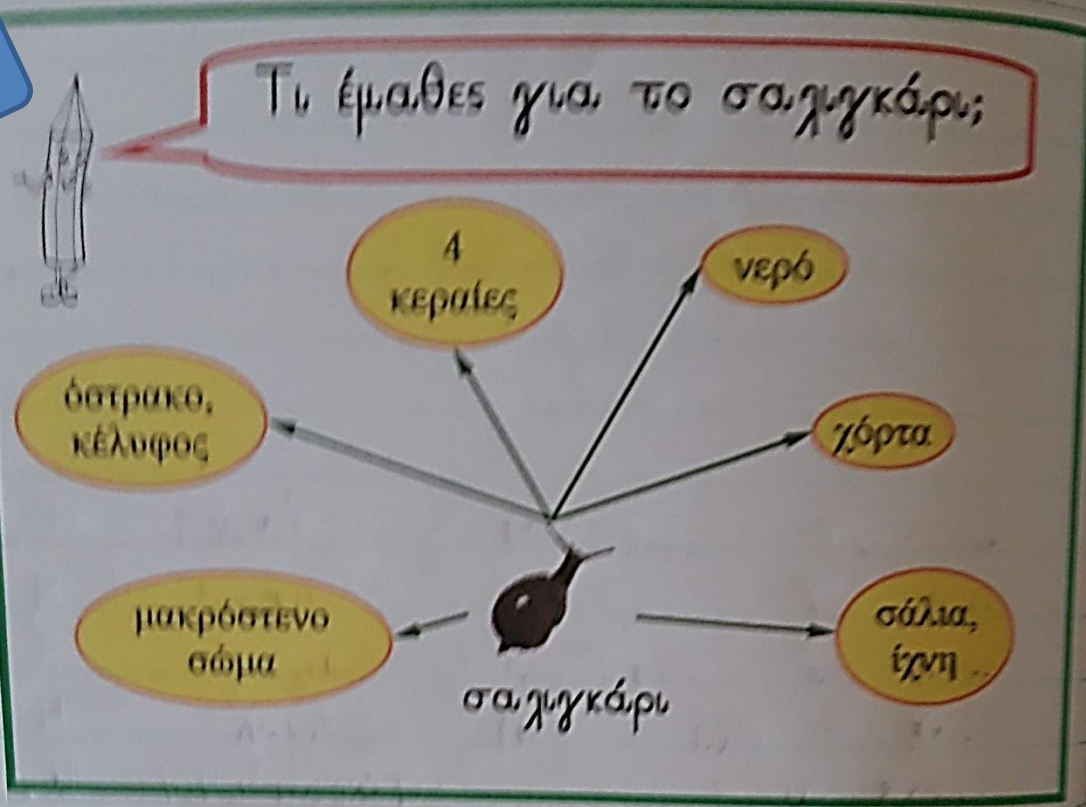 Τι έμαθες για το σαλιγκάρι;
4
κεραίες
νερό
όστρακο,
κέλυφος
χόρτα
μακρόστενο
σώμα
σάλια,
ίχνη
σαλιγκάρι